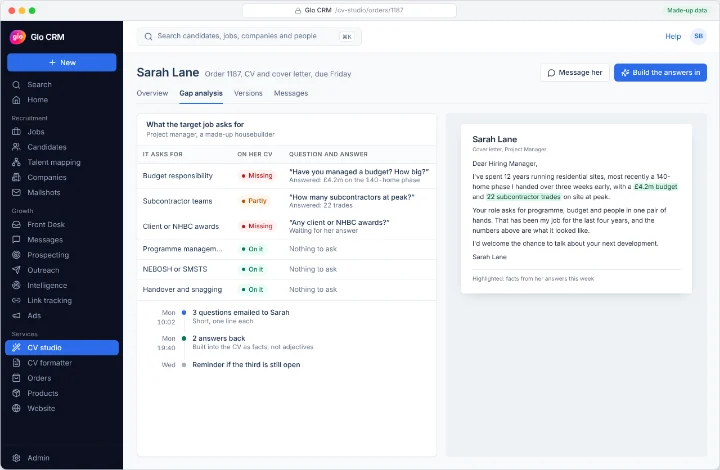 Glo CRM /cv-studio/orders/1187
Made-up data
glo Glo CRM
Search candidates, jobs, companies and people ⌘K
Help SB
+ New
Search
Home
Recruitment
Jobs
Candidates
Talent mapping
Companies
Mailshots
Growth
Front Desk
Messages
Prospecting
Outreach
Intelligence
Link tracking
Ads
Services
CV studio
CV formatter
Orders
Products
Website
Admin
Sarah Lane Order 1187, CV and cover letter, due Friday
Message her
Build the answers in
Overview Gap analysis Versions Messages
What the target job asks for
Project manager, a made-up housebuilder
IT ASKS FOR ON HER CV QUESTION AND ANSWER
Budget responsibility Missing "Have you managed a budget? How big?"
Answered: £4.2m on the 140-home phase
Subcontractor teams Partly "How many subcontractors at peak?"
Answered: 22 trades
Client or NHBC awards Missing "Any client or NHBC awards?"
Waiting for her answer
Programme managem... On it Nothing to ask
NEBOSH or SMSTS On it Nothing to ask
Handover and snagging On it Nothing to ask
Mon 3 questions emailed to Sarah
10:02 Short, one line each
Mon 2 answers back
19:40 Built into the CV as facts, not adjectives
Wed Reminder if the third is still open
Sarah Lane
Cover letter, Project Manager
Dear Hiring Manager,
I've spent 12 years running residential sites, most recently a 140-
home phase I handed over three weeks early, with a £4.2m budget
and 22 subcontractor trades on site at peak.
Your role asks for programme, budget and people in one pair of
hands. That has been my job for the last four years, and the
numbers above are what it looked like.
I'd welcome the chance to talk about your next development.
Sarah Lane
Highlighted: facts from her answers this week